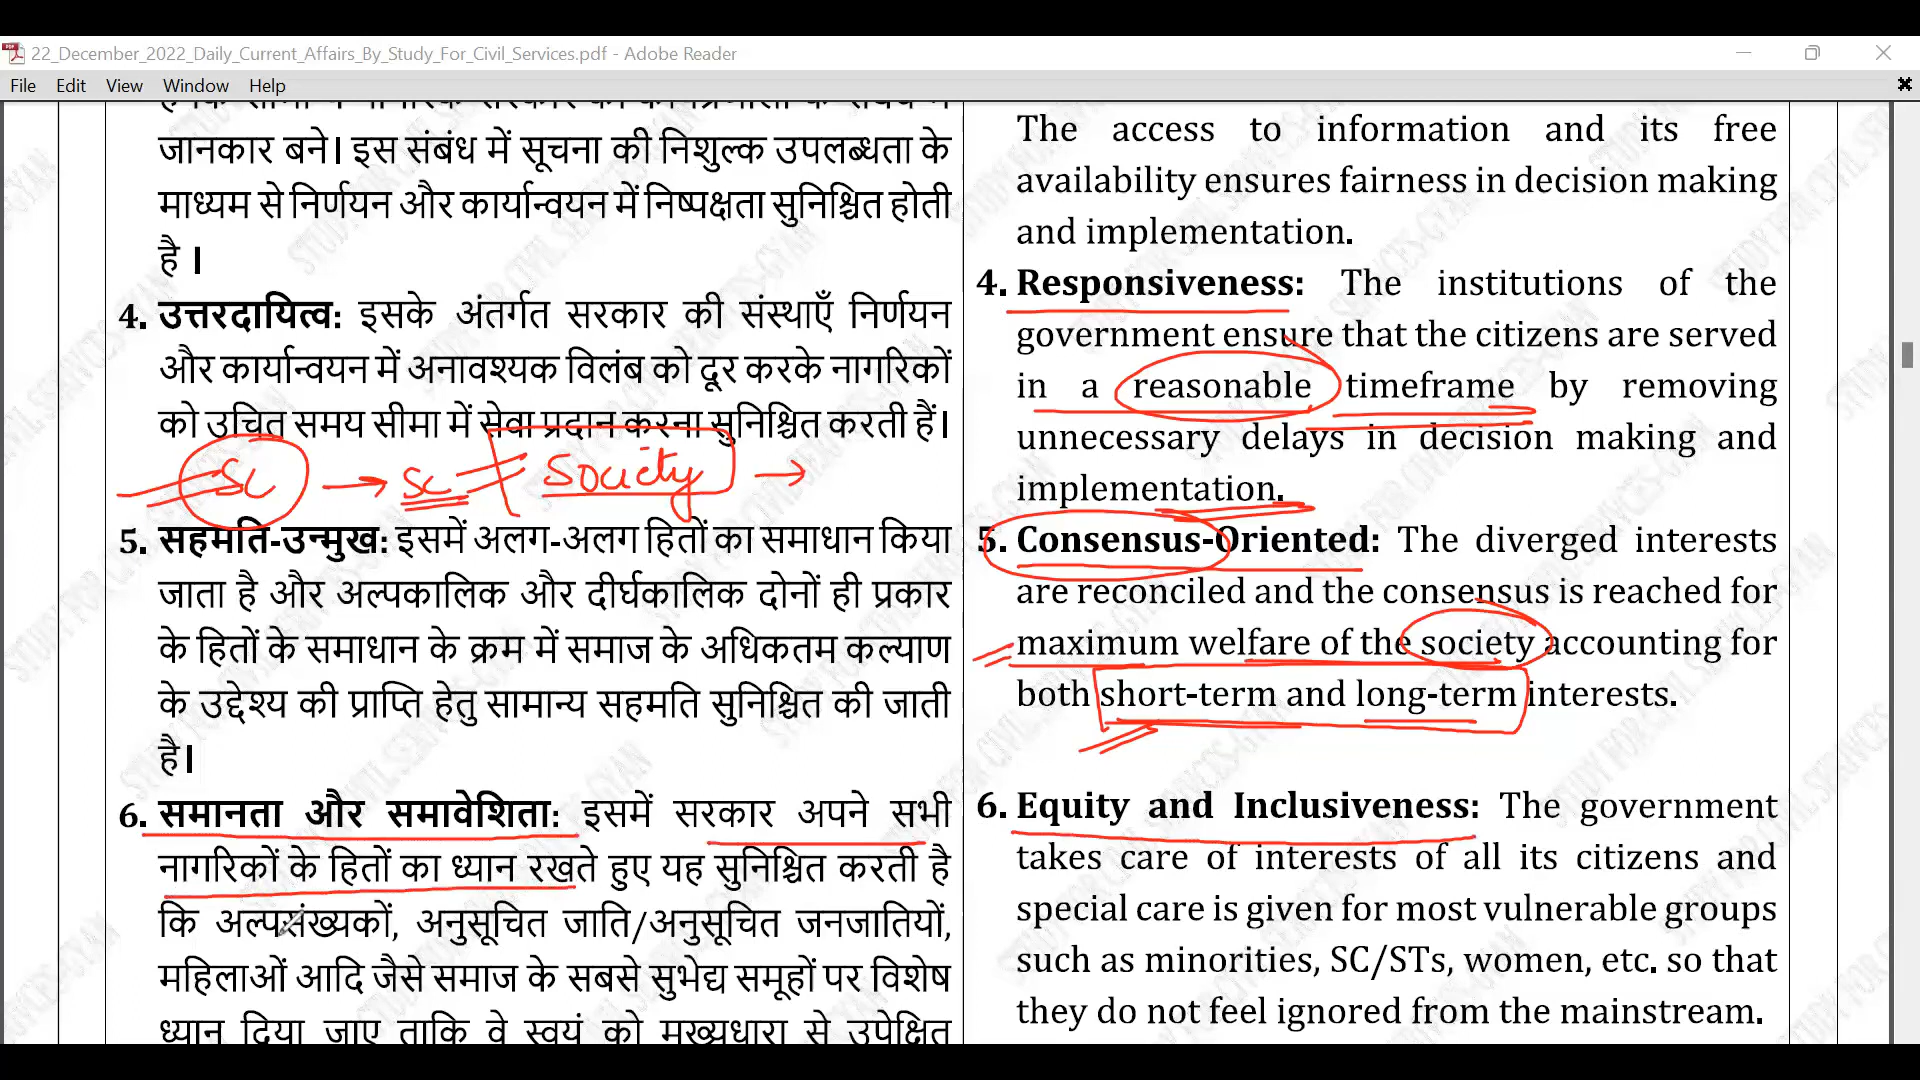 22_December_2022_Daily_Current_Affairs_By_Study_For_Civil_Services.pdf - Adobe Reader
File Edit View Window Help
जानकार बने। इस संबंध में सूचना की निशुल्क उपलब्धता के
माध्यम से निर्णयन और कार्यान्वयन में निष्पक्षता सुनिश्चित होती
है ।
4. उत्तरदायित्व: इसके अंतर्गत सरकार की संस्थाएँ निर्णयन
और कार्यान्वयन में अनावश्यक विलंब को दूर करके नागरिकों
को उचित समय सीमा में सेवा प्रदान करना सुनिश्चित करती हैं।
SC → SC Society →
5. सहमति-उन्मुख: इसमें अलग-अलग हितों का समाधान किया
जाता है और अल्पकालिक और दीर्घकालिक दोनों ही प्रकार
के हितों के समाधान के क्रम में समाज के अधिकतम कल्याण
के उद्देश्य की प्राप्ति हेतु सामान्य सहमति सुनिश्चित की जाती
है।
6. समानता और समावेशिता: इसमें सरकार अपने सभी
नागरिकों के हितों का ध्यान रखते हुए यह सुनिश्चित करती है
कि अल्पसंख्यकों, अनुसूचित जाति/अनुसूचित जनजातियों,
महिलाओं आदि जैसे समाज के सबसे सुभेद्य समूहों पर विशेष
ध्यान दिया जाए ताकि वे स्वयं को मुख्यधारा से उपेक्षित
The access to information and its free
availability ensures fairness in decision making
and implementation.
4. Responsiveness: The institutions of the
government ensure that the citizens are served
in a reasonable timeframe by removing
unnecessary delays in decision making and
implementation.
5. Consensus-Oriented: The diverged interests
are reconciled and the consensus is reached for
maximum welfare of the society accounting for
both short-term and long-term interests.
6. Equity and Inclusiveness: The government
takes care of interests of all its citizens and
special care is given for most vulnerable groups
such as minorities, SC/STs, women, etc. so that
they do not feel ignored from the mainstream.